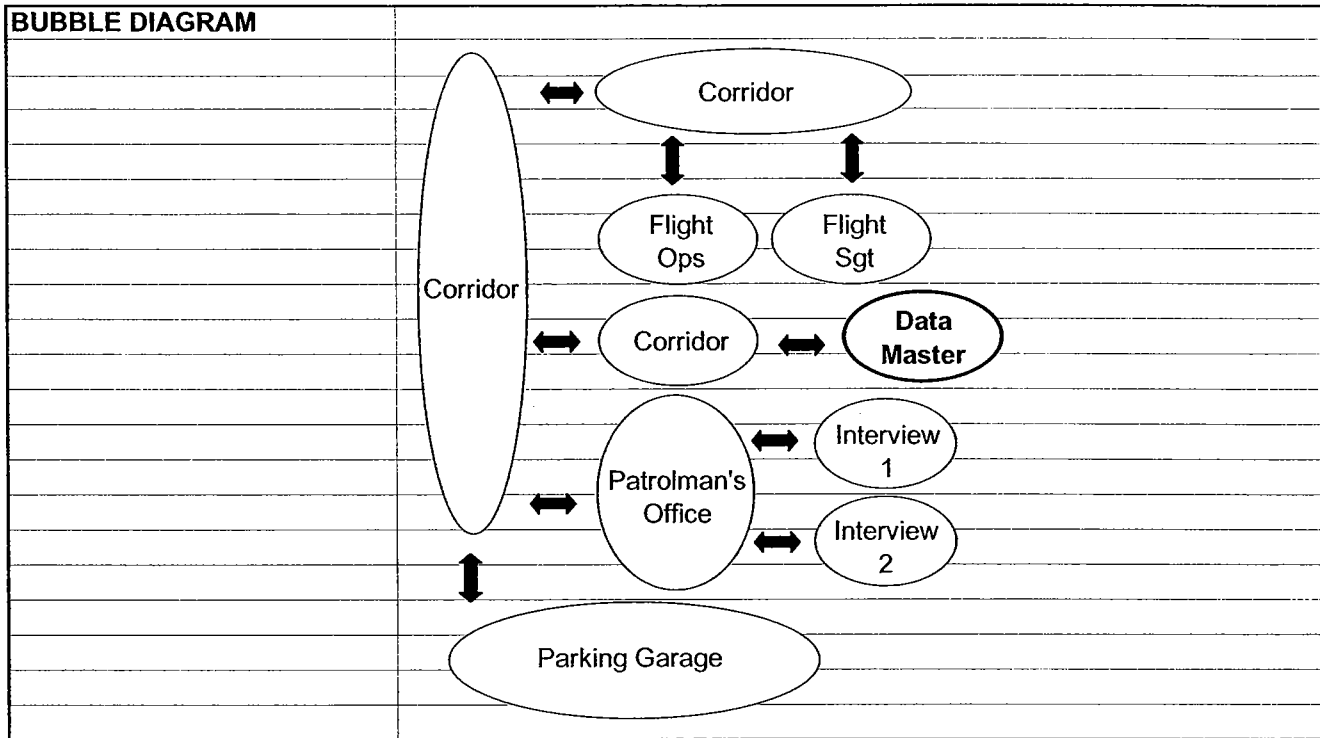 BUBBLE DIAGRAM
Corridor
Flight
Ops
Flight
Sgt
Corridor
Corridor
Data
Master
Patrolman's
Office
Interview
1
Interview
2
Parking Garage